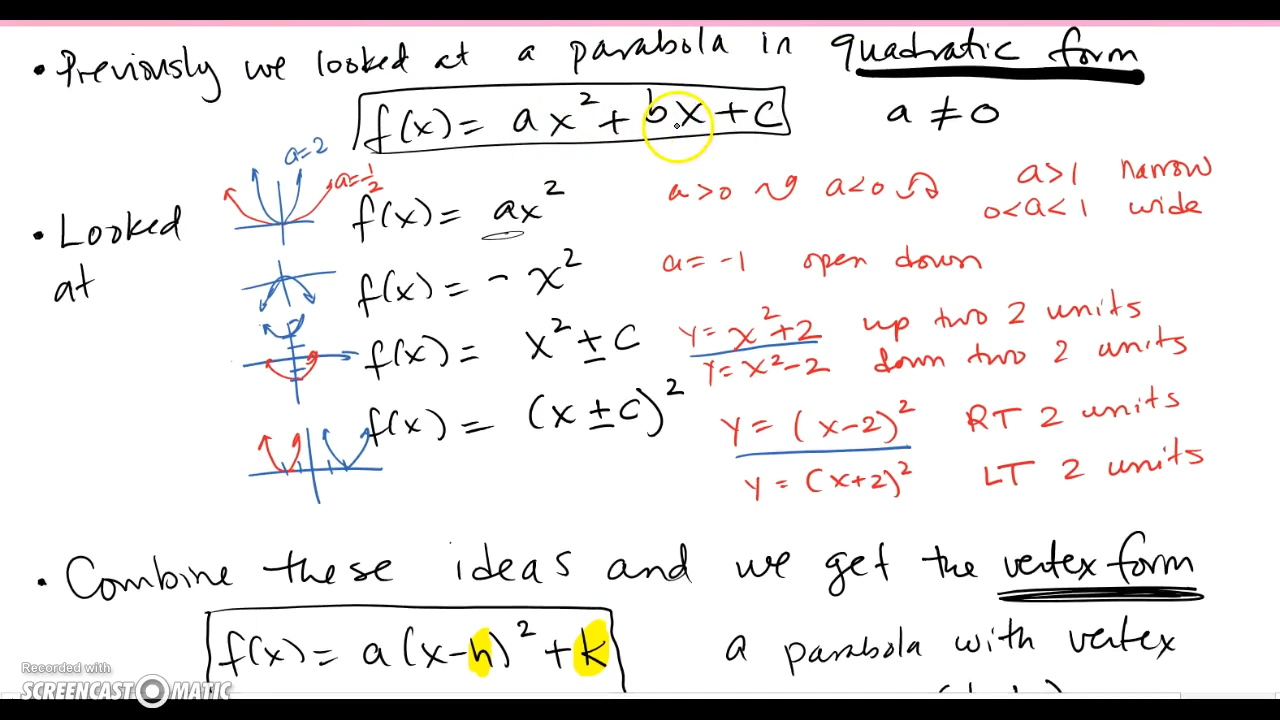 • Previously we looked at a parabola in quadratic form
f(x) = ax² + bx + c a ≠ 0
a=2
a=½
• Looked at
f(x) = ax² a>0 a<0 a>1 narrow
0<a<1 wide
f(x) = -x² a = -1 open down
f(x) = x² ± c y = x²+2 up two 2 units
y = x²-2 down two 2 units
f(x) = (x ± c)² y = (x-2)² RT 2 units
y = (x+2)² LT 2 units
• Combine these ideas and we get the vertex form
f(x) = a(x-h)² + k a parabola with vertex
Recorded with
SCREENCAST-O-MATIC